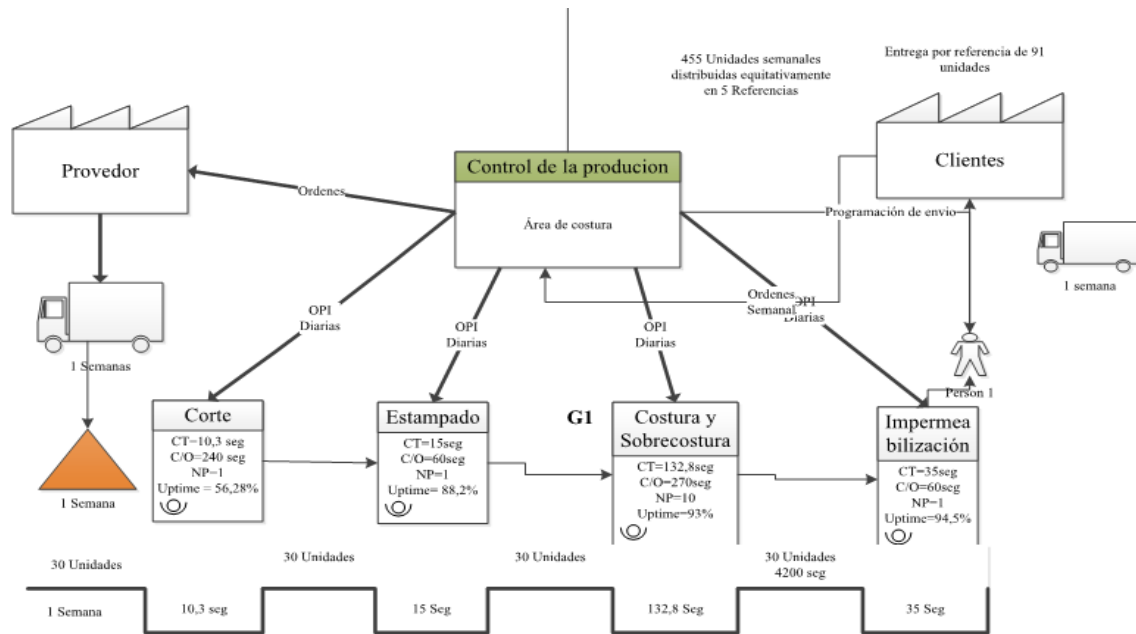 455 Unidades semanales
distribuidas equitativamente
en 5 Referencias
Entrega por referencia de 91
unidades
Provedor
Control de la producion
Área de costura
Clientes
Ordenes
Programación de envio
1 Semanas
1 semana
OPI
Diarias
OPI
Diarias
OPI
Diarias
Ordenes
Semanal
OPI
Diarias
Person 1
1 Semana
Corte
CT=10,3 seg
C/O=240 seg
NP=1
Uptime = 56,28%
Estampado
CT=15seg
C/O=60seg
NP=1
Uptime= 88,2%
G1
Costura y
Sobrecostura
CT=132,8seg
C/O=270seg
NP=10
Uptime=93%
Impermea
bilización
CT=35seg
C/O=60seg
NP=1
Uptime=94,5%
30 Unidades
30 Unidades
30 Unidades
30 Unidades
4200 seg
1 Semana
10,3 seg
15 Seg
132,8 Seg
35 Seg